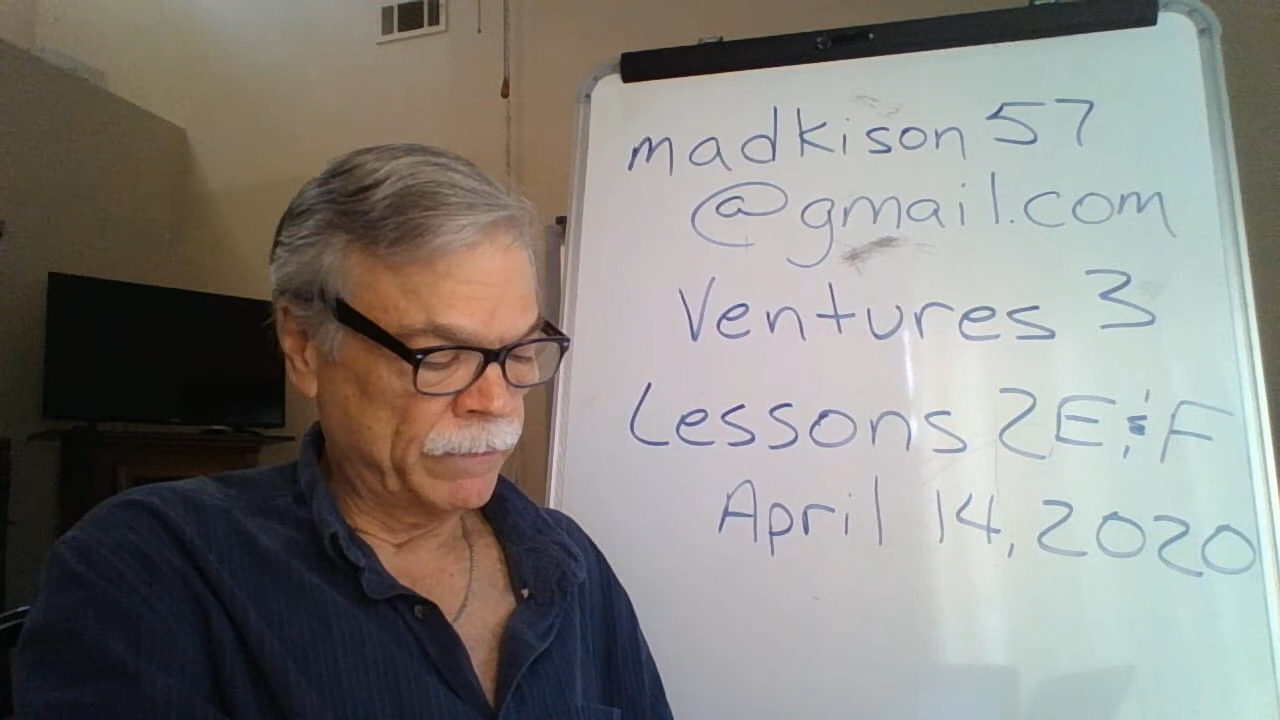 madkison57
@gmail.com
Ventures 3
Lessons 2E & F
April 14, 2020